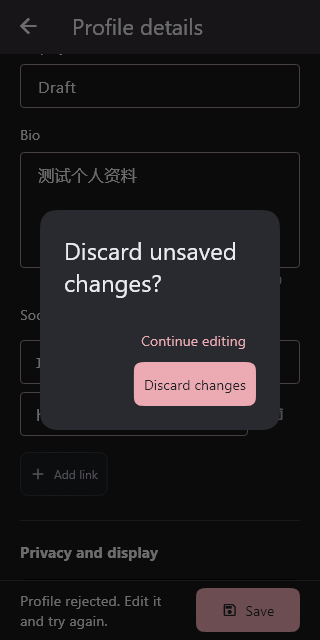 Profile details
Draft
Bio
测试个人资料
Discard unsaved
changes?
Continue editing
Discard changes
Add link
Privacy and display
Profile rejected. Edit it
and try again.
Save